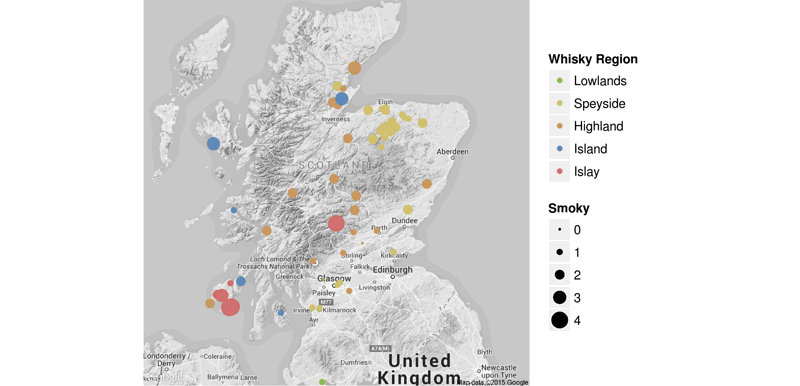 Elgin
Inverness
SCOTLAND
Aberdeen
Dundee
Perth
Loch Lomond & The
Trossachs National Park
Stirling
Kirkcaldy
Greenock
Falkirk
Edinburgh
Glasgow
Paisley
Livingston
M77
Irvine
Kilmarnock
Ayr
A74(M)
Londonderry /
Derry
Coleraine
Ballymena
Larne
Dumfries
Blyth
United
Kingdom
Newcastle
upon Tyne
Map data ©2015 Google
Whisky Region
Lowlands
Speyside
Highland
Island
Islay
Smoky
0
1
2
3
4